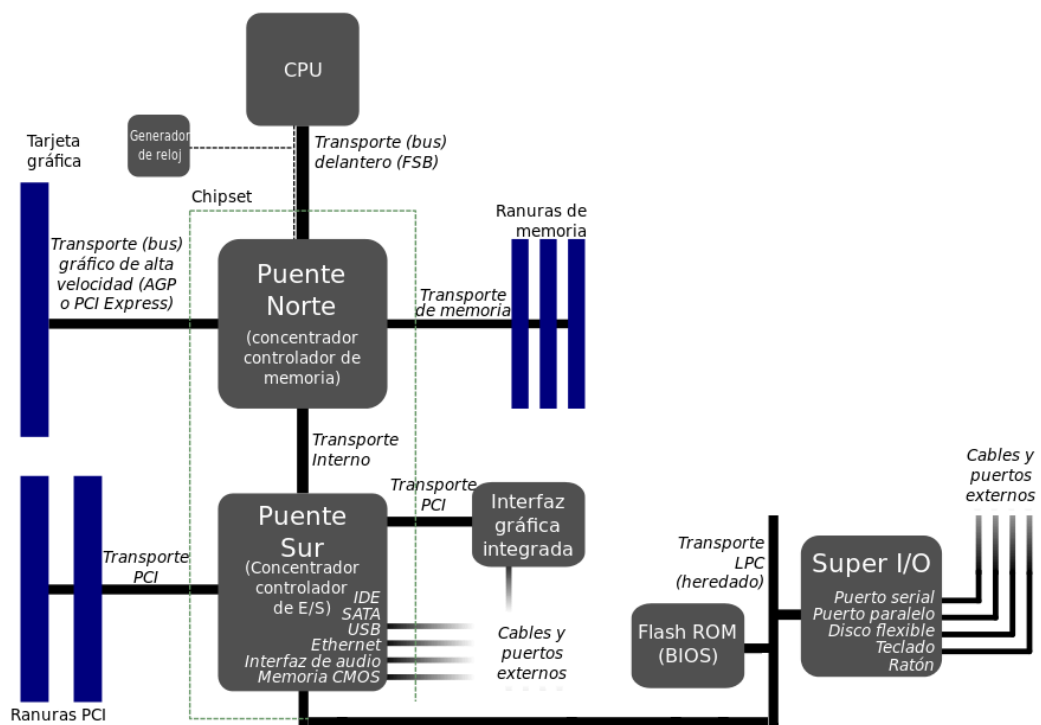 CPU
Generador
de reloj
Transporte (bus)
delantero (FSB)
Tarjeta
gráfica
Chipset
Ranuras de
memoria
Transporte (bus)
gráfico de alta
velocidad (AGP
o PCI Express)
Puente
Norte
(concentrador
controlador de
memoria)
Transporte
de memoria
Transporte
Interno
Transporte
PCI
Interfaz
gráfica
integrada
Puente
Sur
(Concentrador
controlador
de E/S)
IDE
SATA
USB
Ethernet
Interfaz de audio
Memoria CMOS
Transporte
PCI
Ranuras PCI
Cables y
puertos
externos
Transporte
LPC
(heredado)
Flash ROM
(BIOS)
Super I/O
Puerto serial
Puerto paralelo
Disco flexible
Teclado
Ratón
Cables y
puertos
externos